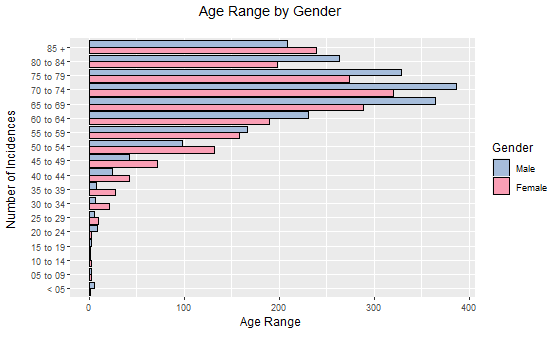 Age Range by Gender
Number of Incidences
85 +
80 to 84
75 to 79
70 to 74
65 to 69
60 to 64
55 to 59
50 to 54
45 to 49
40 to 44
35 to 39
30 to 34
25 to 29
20 to 24
15 to 19
10 to 14
05 to 09
< 05
0 100 200 300 400
Age Range
Gender
Male
Female